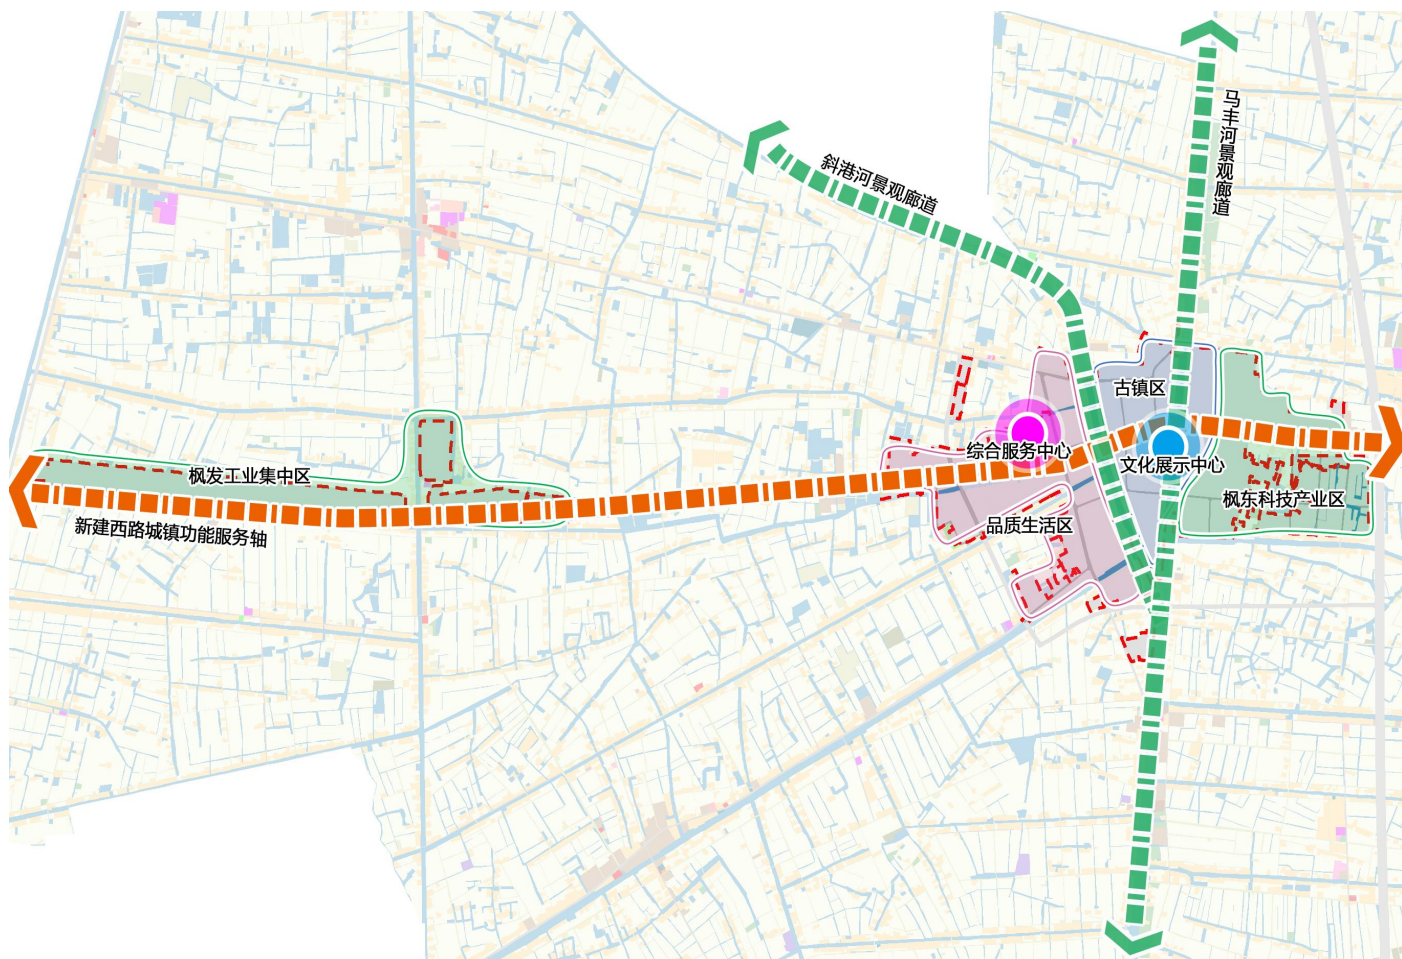 马丰河景观廊道
斜港河景观廊道
古镇区
综合服务中心
文化展示中心
枫发工业集中区
枫东科技产业区
品质生活区
新建西路城镇功能服务轴